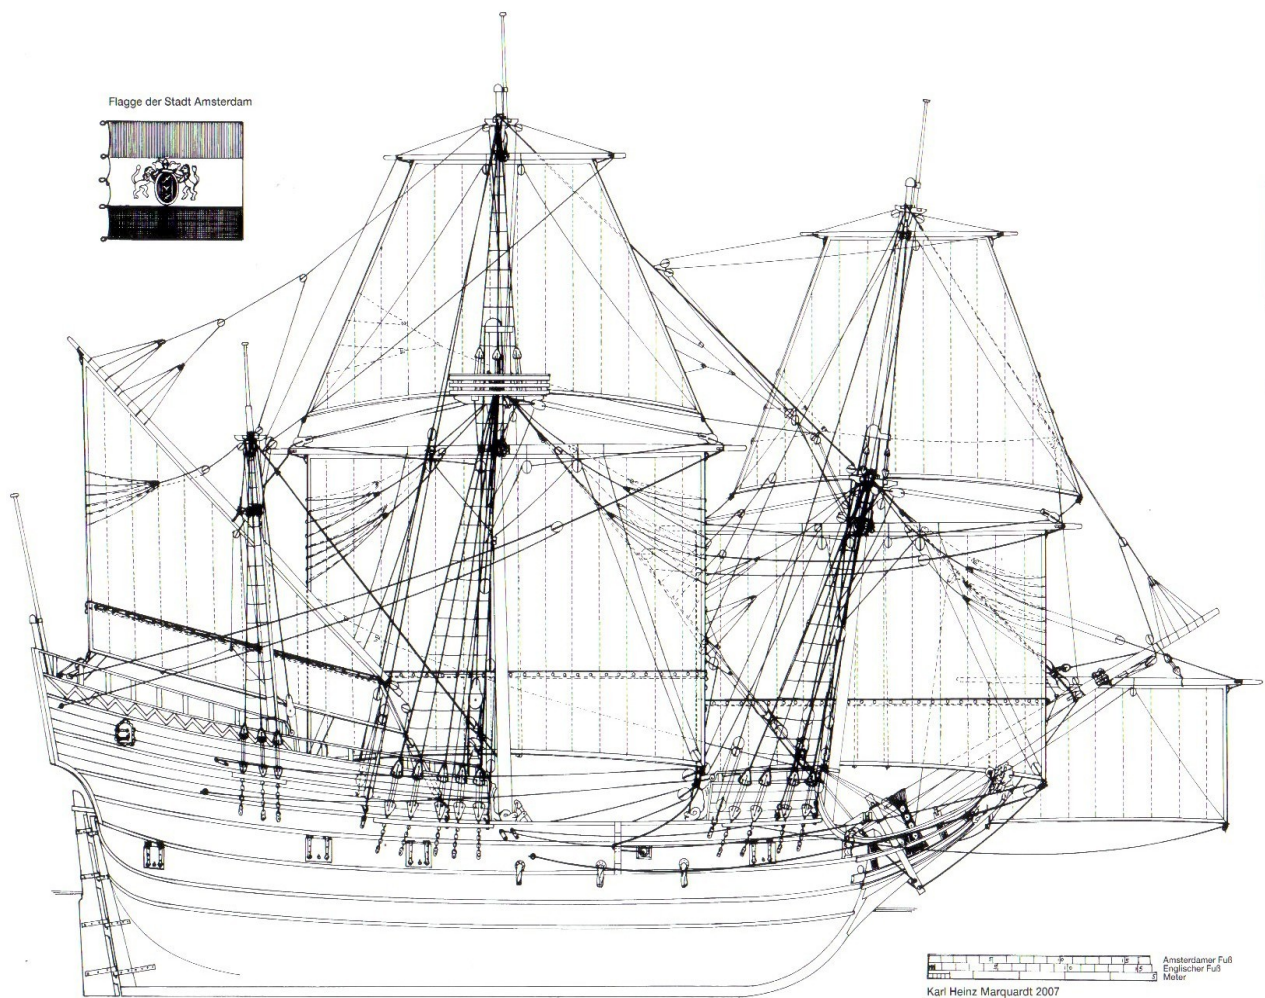 Flagge der Stadt Amsterdam
Amsterdamer Fuß
Englischer Fuß
Meter
Karl Heinz Marquardt 2007